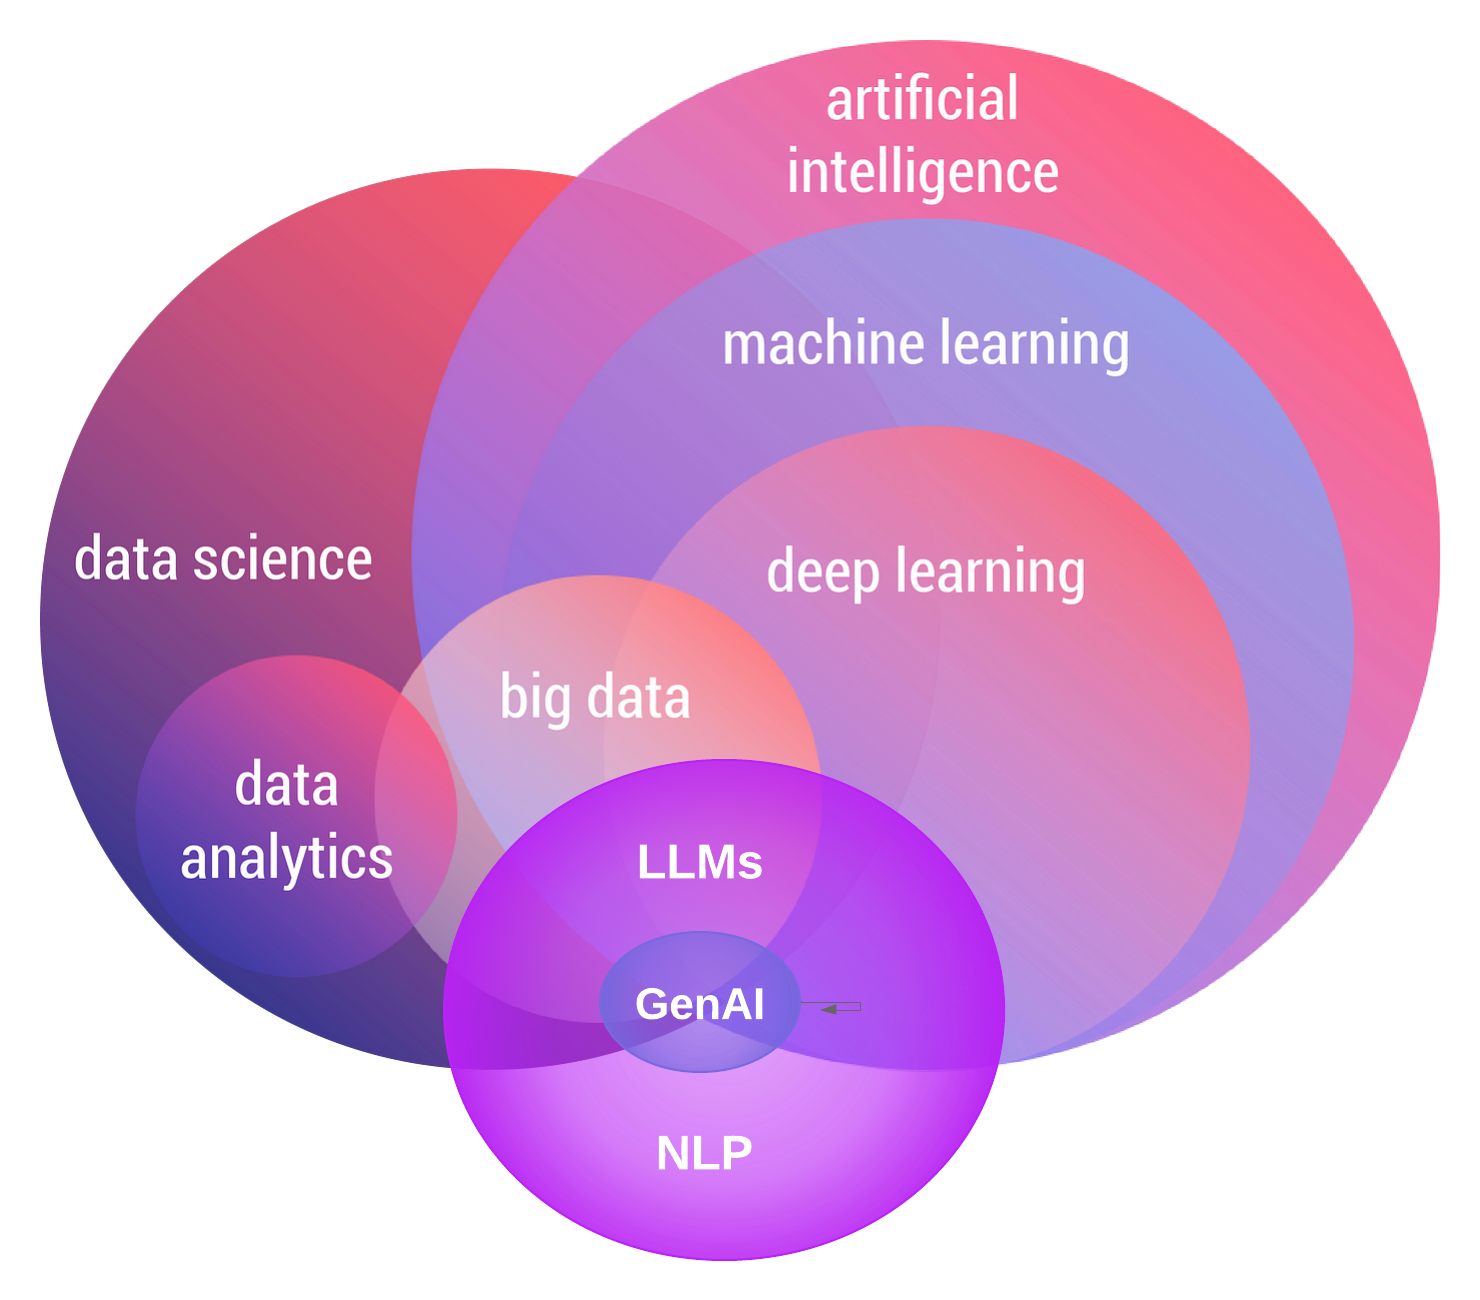 artificial
intelligence
machine learning
data science
deep learning
big data
data
analytics
LLMs
GenAI
NLP